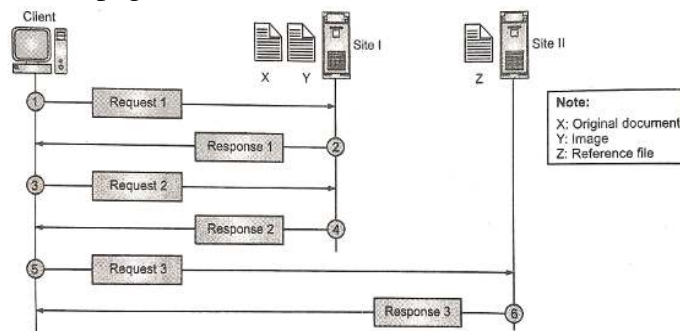 Client
Site I
Site II
X
Y
Z
1
Request 1
Response 1
2
3
Request 2
Response 2
4
5
Request 3
Response 3
6
Note:
X: Original document
Y: Image
Z: Reference file